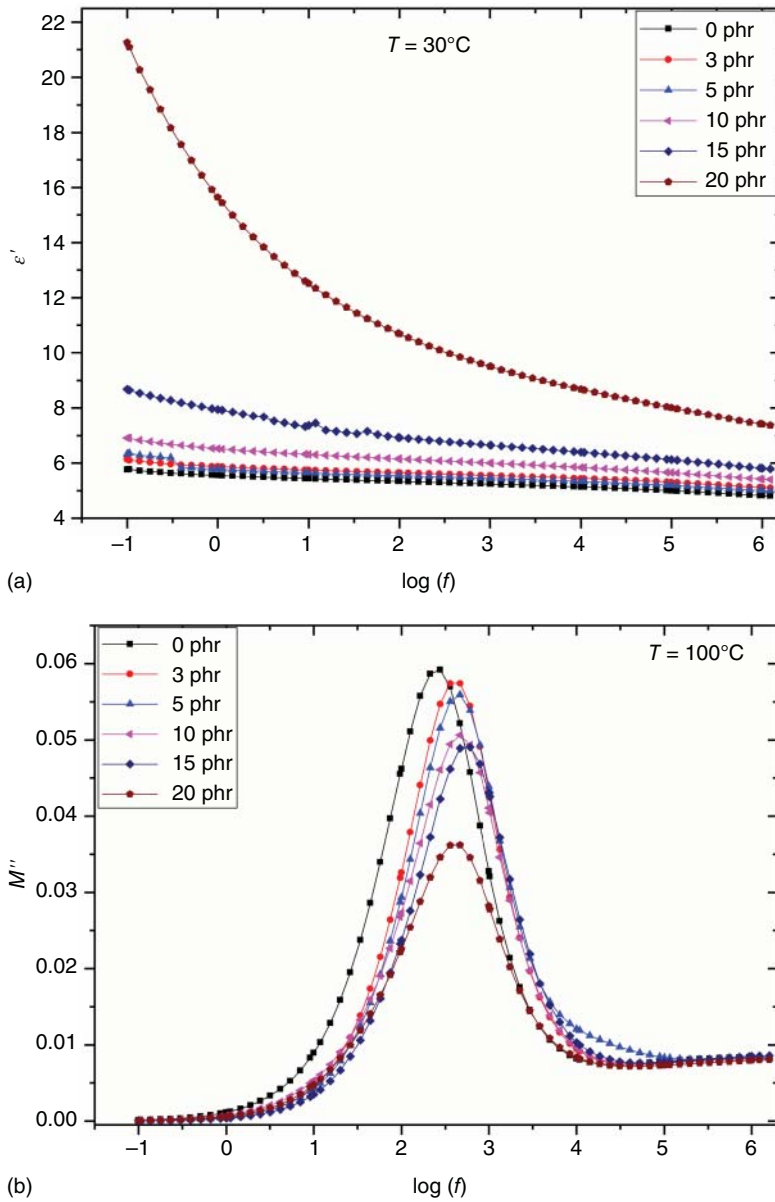 22
20
18
16
14
12
10
8
6
4
ε′
T = 30°C
0 phr
3 phr
5 phr
10 phr
15 phr
20 phr
–1 0 1 2 3 4 5 6
log (f)
(a)
0.06
0.05
0.04
0.03
0.02
0.01
0.00
M″
0 phr
3 phr
5 phr
10 phr
15 phr
20 phr
T = 100°C
–1 0 1 2 3 4 5 6
log (f)
(b)